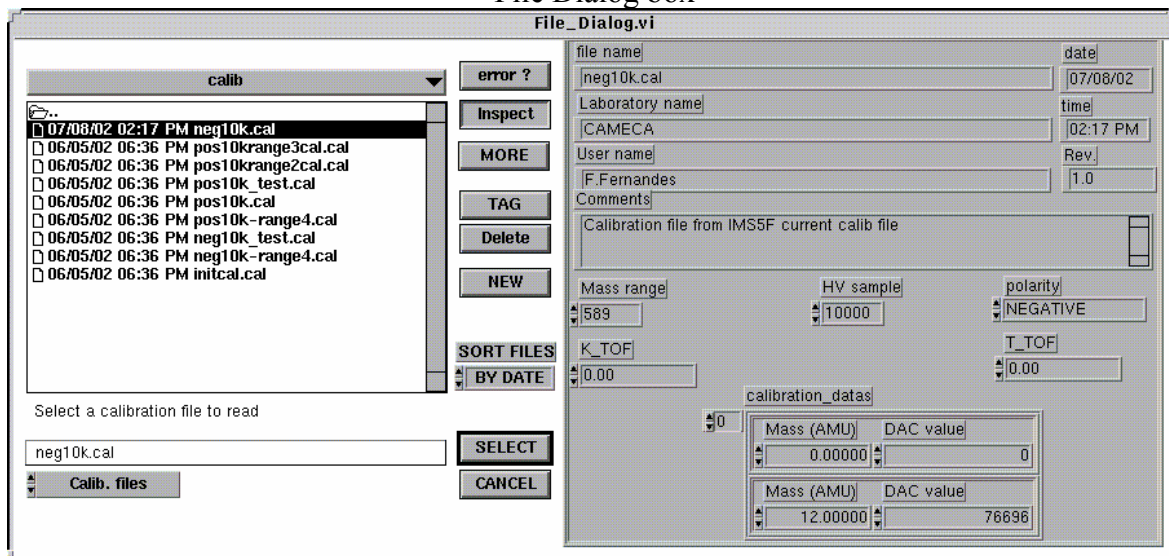 File Dialog box
File_Dialog.vi
calib
..
07/08/02 02:17 PM neg10k.cal
06/05/02 06:36 PM pos10krange3cal.cal
06/05/02 06:36 PM pos10krange2cal.cal
06/05/02 06:36 PM pos10k_test.cal
06/05/02 06:36 PM pos10k.cal
06/05/02 06:36 PM pos10k-range4.cal
06/05/02 06:36 PM neg10k_test.cal
06/05/02 06:36 PM neg10k-range4.cal
06/05/02 06:36 PM initcal.cal
Select a calibration file to read
neg10k.cal
Calib. files
error ?
Inspect
MORE
TAG
Delete
NEW
SORT FILES
BY DATE
SELECT
CANCEL
file name
neg10k.cal
date
07/08/02
Laboratory name
CAMECA
time
02:17 PM
User name
F.Fernandes
Rev.
1.0
Comments
Calibration file from IMS5F current calib file
Mass range
589
HV sample
10000
polarity
NEGATIVE
K_TOF
0.00
T_TOF
0.00
calibration_datas
0
Mass (AMU) DAC value
0.00000 0
Mass (AMU) DAC value
12.00000 76696